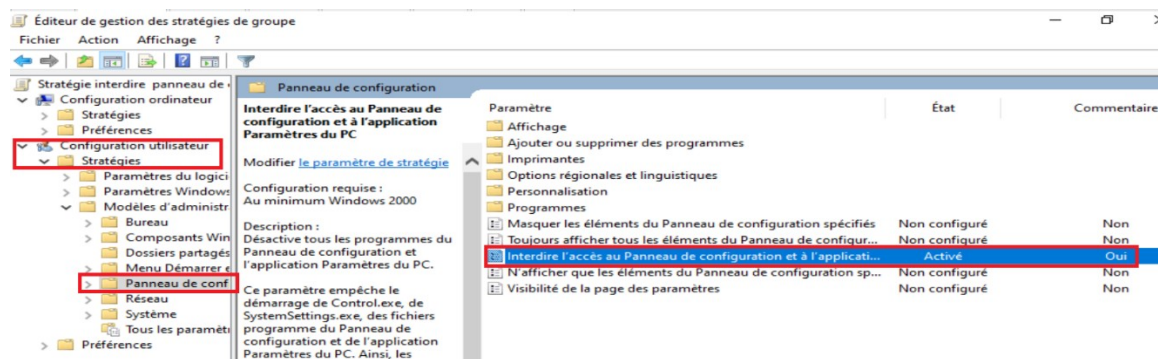 Éditeur de gestion des stratégies de groupe
Fichier Action Affichage ?
Stratégie interdire panneau de
Configuration ordinateur
Stratégies
Préférences
Configuration utilisateur
Stratégies
Paramètres du logici
Paramètres Windows
Modèles d'administr
Bureau
Composants Win
Dossiers partagés
Menu Démarrer e
Panneau de conf
Réseau
Système
Tous les paramèt
Préférences
Panneau de configuration
Interdire l'accès au Panneau de
configuration et à l'application
Paramètres du PC
Modifier le paramètre de stratégie
Configuration requise :
Au minimum Windows 2000
Description :
Désactive tous les programmes du
Panneau de configuration et
l'application Paramètres du PC.
Ce paramètre empêche le
démarrage de Control.exe, de
SystemSettings.exe, des fichiers
programme du Panneau de
configuration et de l'application
Paramètres du PC. Ainsi, les
Paramètre État Commentaire
Affichage
Ajouter ou supprimer des programmes
Imprimantes
Options régionales et linguistiques
Personnalisation
Programmes
Masquer les éléments du Panneau de configuration spécifiés Non configuré Non
Toujours afficher tous les éléments du Panneau de configur... Non configuré Non
Interdire l'accès au Panneau de configuration et à l'applicati... Activé Oui
N'afficher que les éléments du Panneau de configuration sp... Non configuré Non
Visibilité de la page des paramètres Non configuré Non